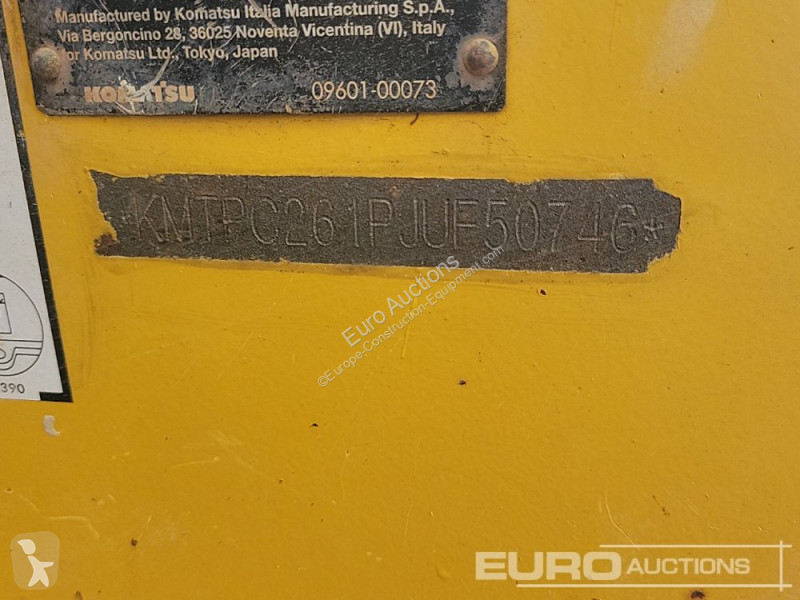 Manufactured by Komatsu Italia Manufacturing S.p.A.,
Via Bergoncino 28, 36025 Noventa Vicentina (VI), Italy
for Komatsu Ltd., Tokyo, Japan
KOMATSU 09601-00073
*KMTPC261PJUF50746*
Euro Auctions
©Europe-Construction-Equipment.com
390
EURO AUCTIONS